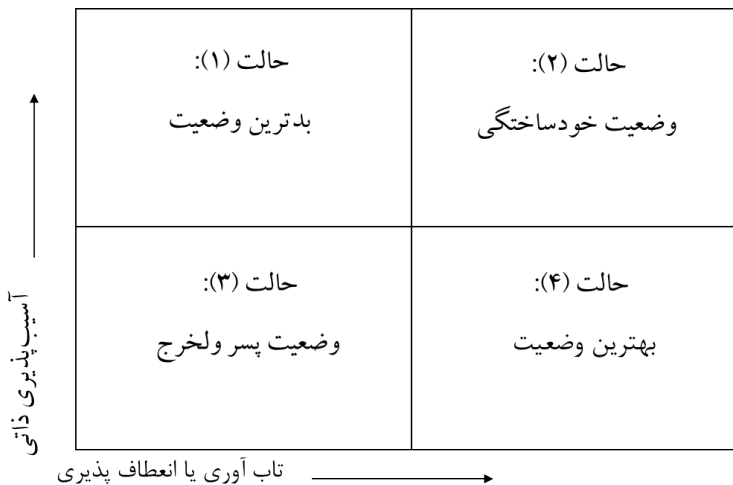 حالت (۲):
وضعیت خودساختگی
حالت (۱):
بدترین وضعیت
حالت (۴):
بهترین وضعیت
حالت (۳):
وضعیت پسر ولخرج
آسیب‌پذیری ذاتی
تاب آوری یا انعطاف پذیری